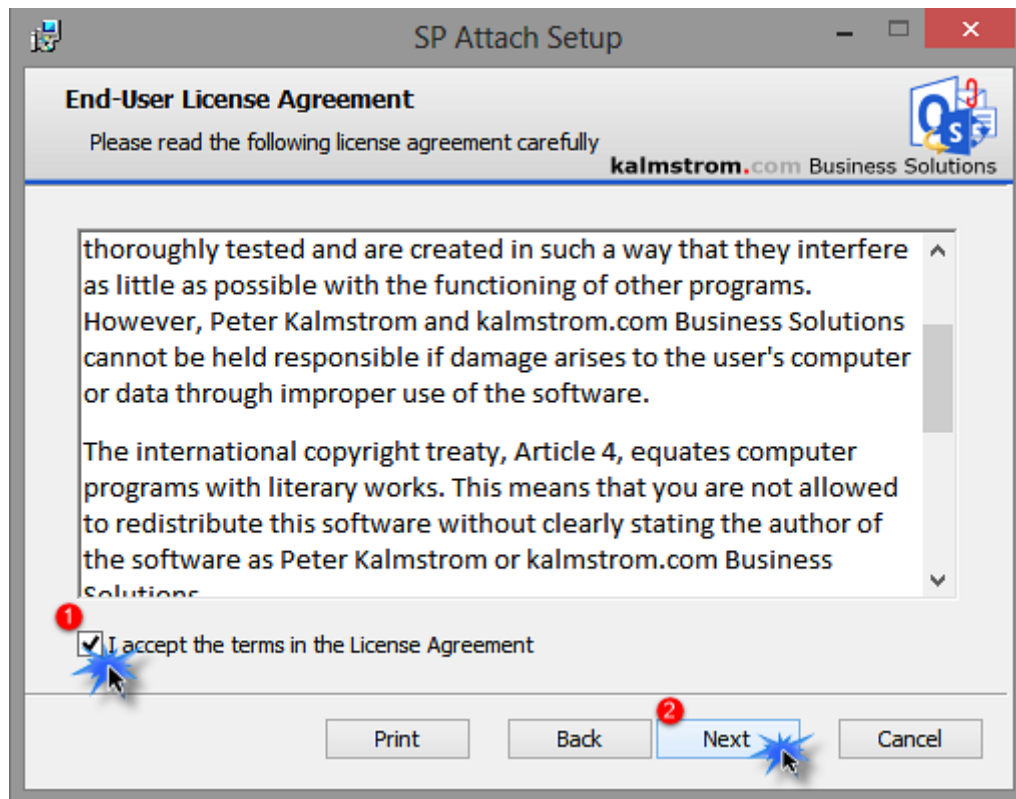 SP Attach Setup
End-User License Agreement
Please read the following license agreement carefully
kalmstrom.com Business Solutions
thoroughly tested and are created in such a way that they interfere
as little as possible with the functioning of other programs.
However, Peter Kalmstrom and kalmstrom.com Business Solutions
cannot be held responsible if damage arises to the user's computer
or data through improper use of the software.
The international copyright treaty, Article 4, equates computer
programs with literary works. This means that you are not allowed
to redistribute this software without clearly stating the author of
the software as Peter Kalmstrom or kalmstrom.com Business
Solutions
1
I accept the terms in the License Agreement
2
Print Back Next Cancel